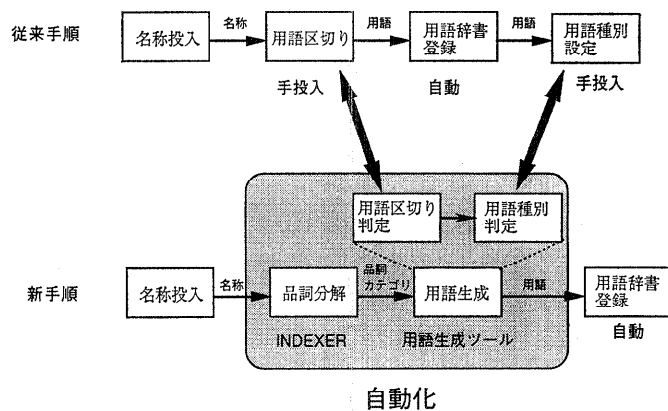 従来手順
名称投入
名称
用語区切り
用語
用語辞書
登録
用語
用語種別
設定
手投入
自動
手投入
用語区切り
判定
用語種別
判定
新手順
名称投入
名称
品詞分解
品詞
カテゴリ
用語生成
用語
用語辞書
登録
INDEXER
用語生成ツール
自動
自動化